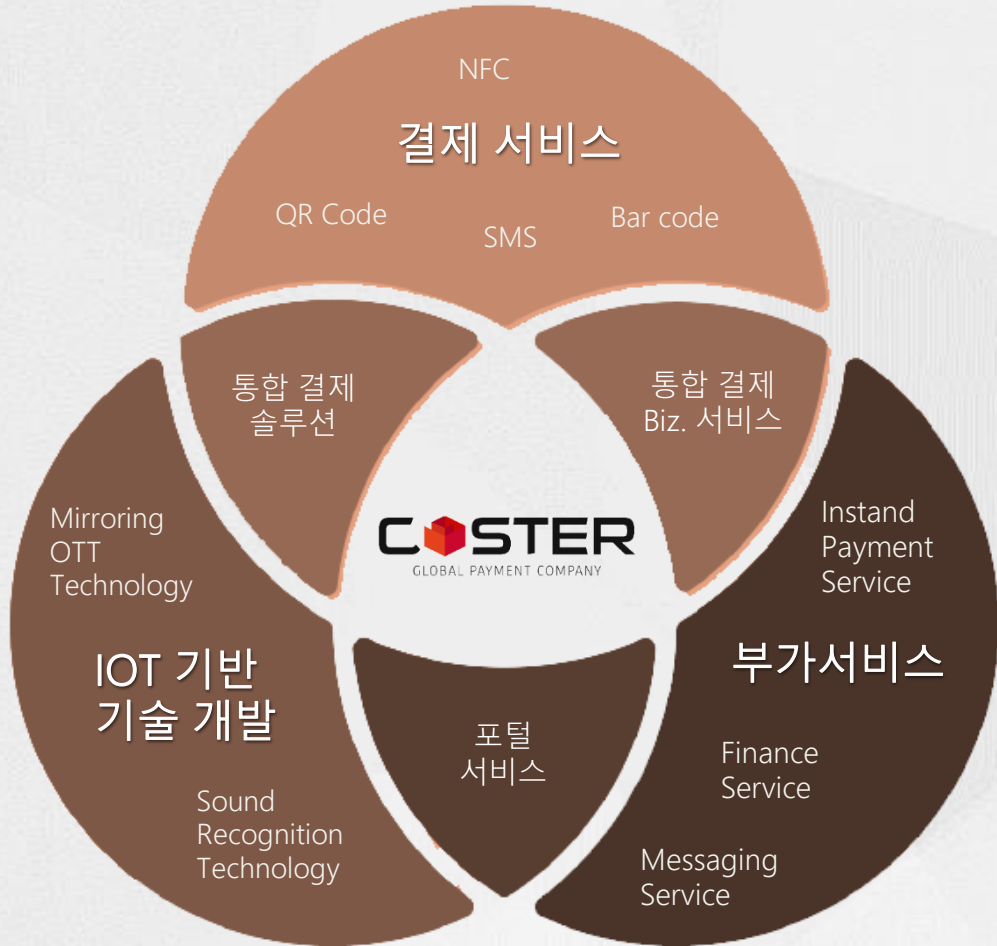 NFC
결제 서비스
QR Code
SMS
Bar code
통합 결제
솔루션
통합 결제
Biz. 서비스
COSTER
GLOBAL PAYMENT COMPANY
Mirroring
OTT
Technology
IOT 기반
기술 개발
Sound
Recognition
Technology
포털
서비스
Instand
Payment
Service
부가서비스
Finance
Service
Messaging
Service